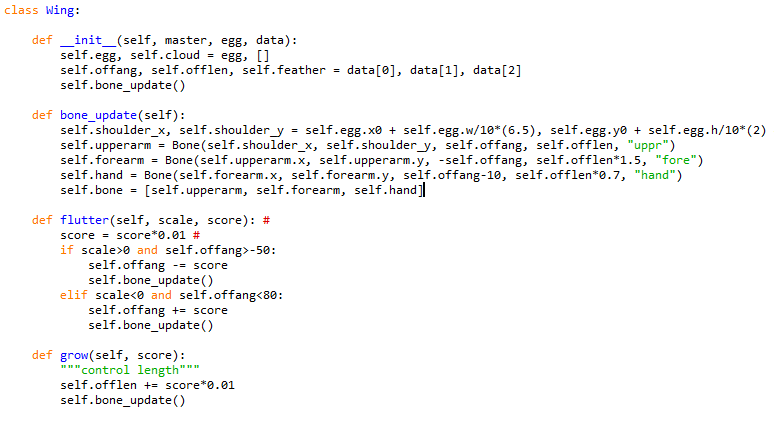 class Wing:
    def __init__(self, master, egg, data):
        self.egg, self.cloud = egg, []
        self.offang, self.offlen, self.feather = data[0], data[1], data[2]
        self.bone_update()
    def bone_update(self):
        self.shoulder_x, self.shoulder_y = self.egg.x0 + self.egg.w/10*(6.5), self.egg.y0 + self.egg.h/10*(2)
        self.upperarm = Bone(self.shoulder_x, self.shoulder_y, self.offang, self.offlen, "uppr")
        self.forearm = Bone(self.upperarm.x, self.upperarm.y, -self.offang, self.offlen*1.5, "fore")
        self.hand = Bone(self.forearm.x, self.forearm.y, self.offang-10, self.offlen*0.7, "hand")
        self.bone = [self.upperarm, self.forearm, self.hand]
    def flutter(self, scale, score): #
        score = score*0.01 #
        if scale>0 and self.offang>-50:
            self.offang -= score
            self.bone_update()
        elif scale<0 and self.offang<80:
            self.offang += score
            self.bone_update()
    def grow(self, score):
        """control length"""
        self.offlen += score*0.01
        self.bone_update()